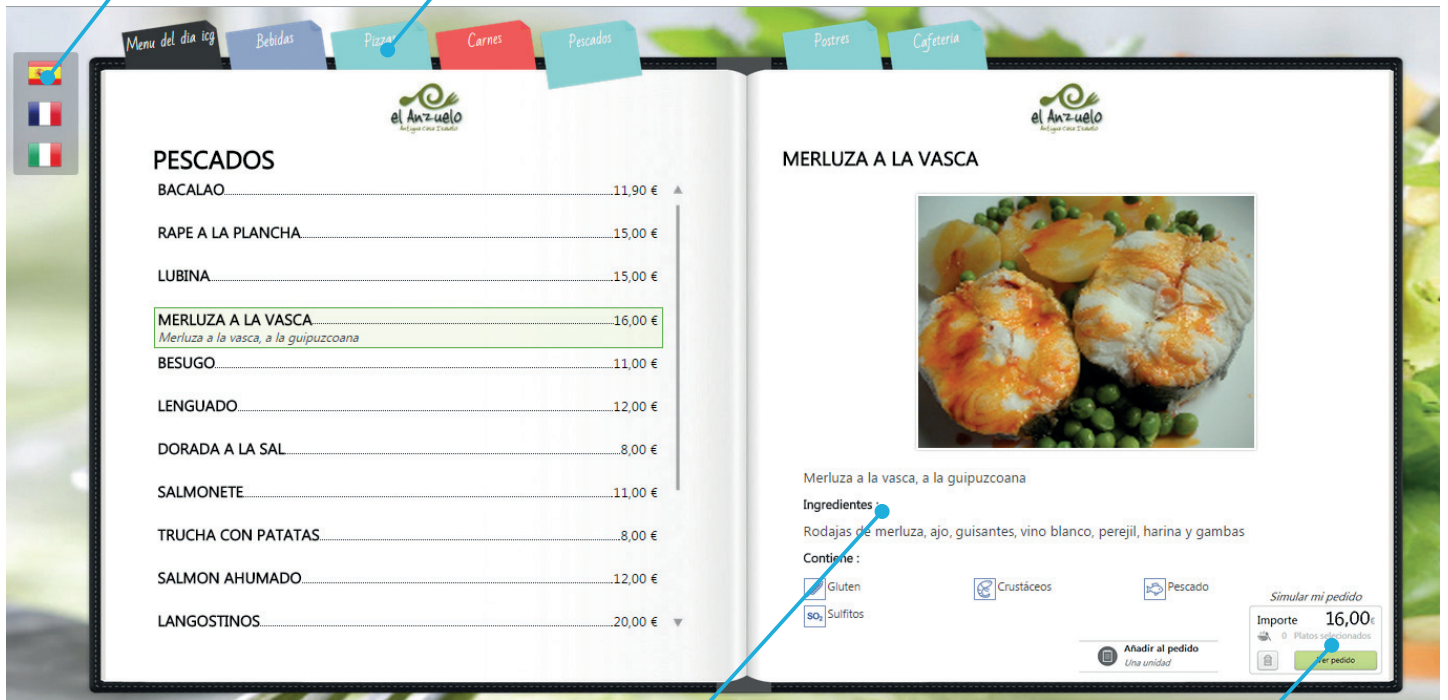 Menu del dia icg
Bebidas
Pizzas
Carnes
Pescados
Postres
Cafeteria
el Anzuelo
PESCADOS
BACALAO 11,90 €
RAPE A LA PLANCHA 15,00 €
LUBINA 15,00 €
MERLUZA A LA VASCA 16,00 €
Merluza a la vasca, a la guipuzcoana
BESUGO 11,00 €
LENGUADO 12,00 €
DORADA A LA SAL 8,00 €
SALMONETE 11,00 €
TRUCHA CON PATATAS 8,00 €
SALMON AHUMADO 12,00 €
LANGOSTINOS 20,00 €
el Anzuelo
MERLUZA A LA VASCA
Merluza a la vasca, a la guipuzcoana
Ingredientes :
Rodajas de merluza, ajo, guisantes, vino blanco, perejil, harina y gambas
Contiene :
Gluten
Crustáceos
Pescado
SO2 Sulfitos
Añadir al pedido
Una unidad
Simular mi pedido
Importe 16,00€
0 Platos seleccionados
Ver pedido